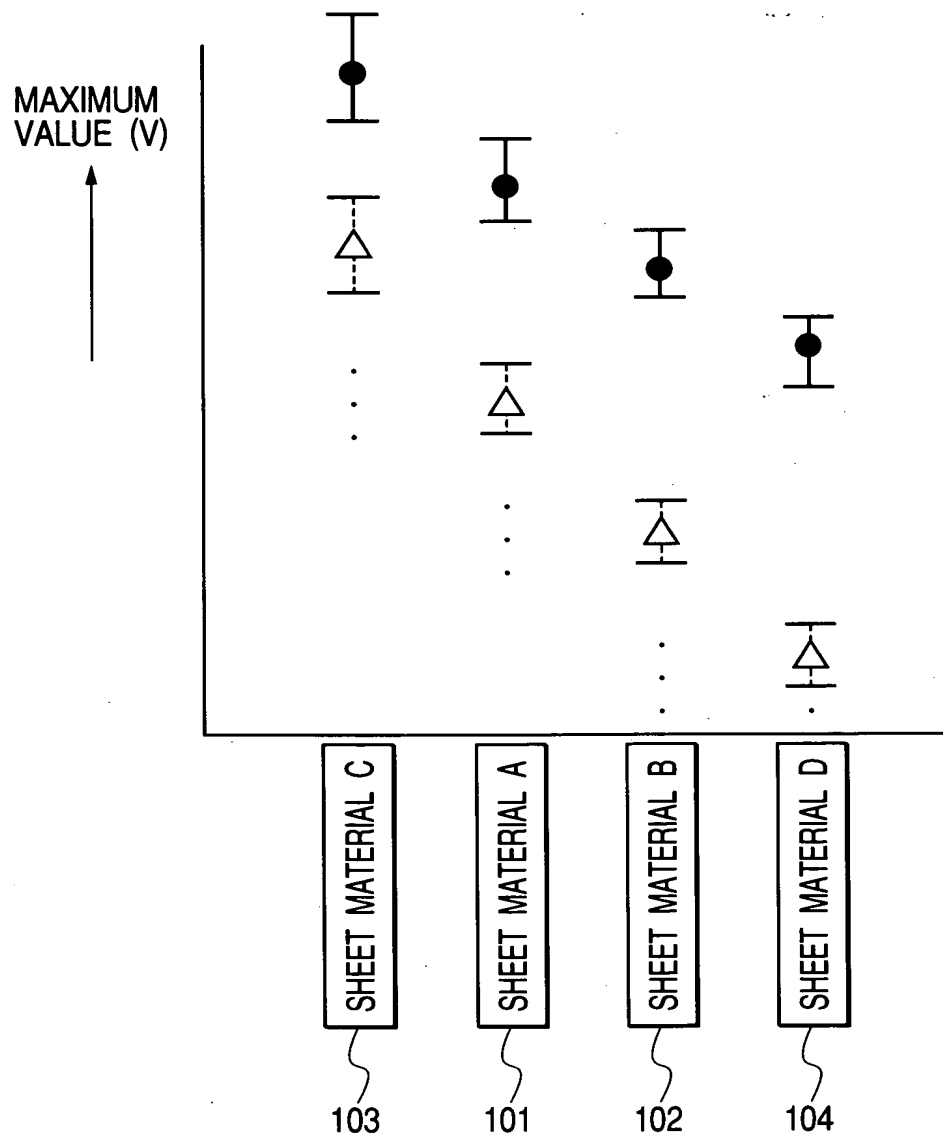 MAXIMUM
VALUE (V)
SHEET MATERIAL C
SHEET MATERIAL A
SHEET MATERIAL B
SHEET MATERIAL D
103
101
102
104